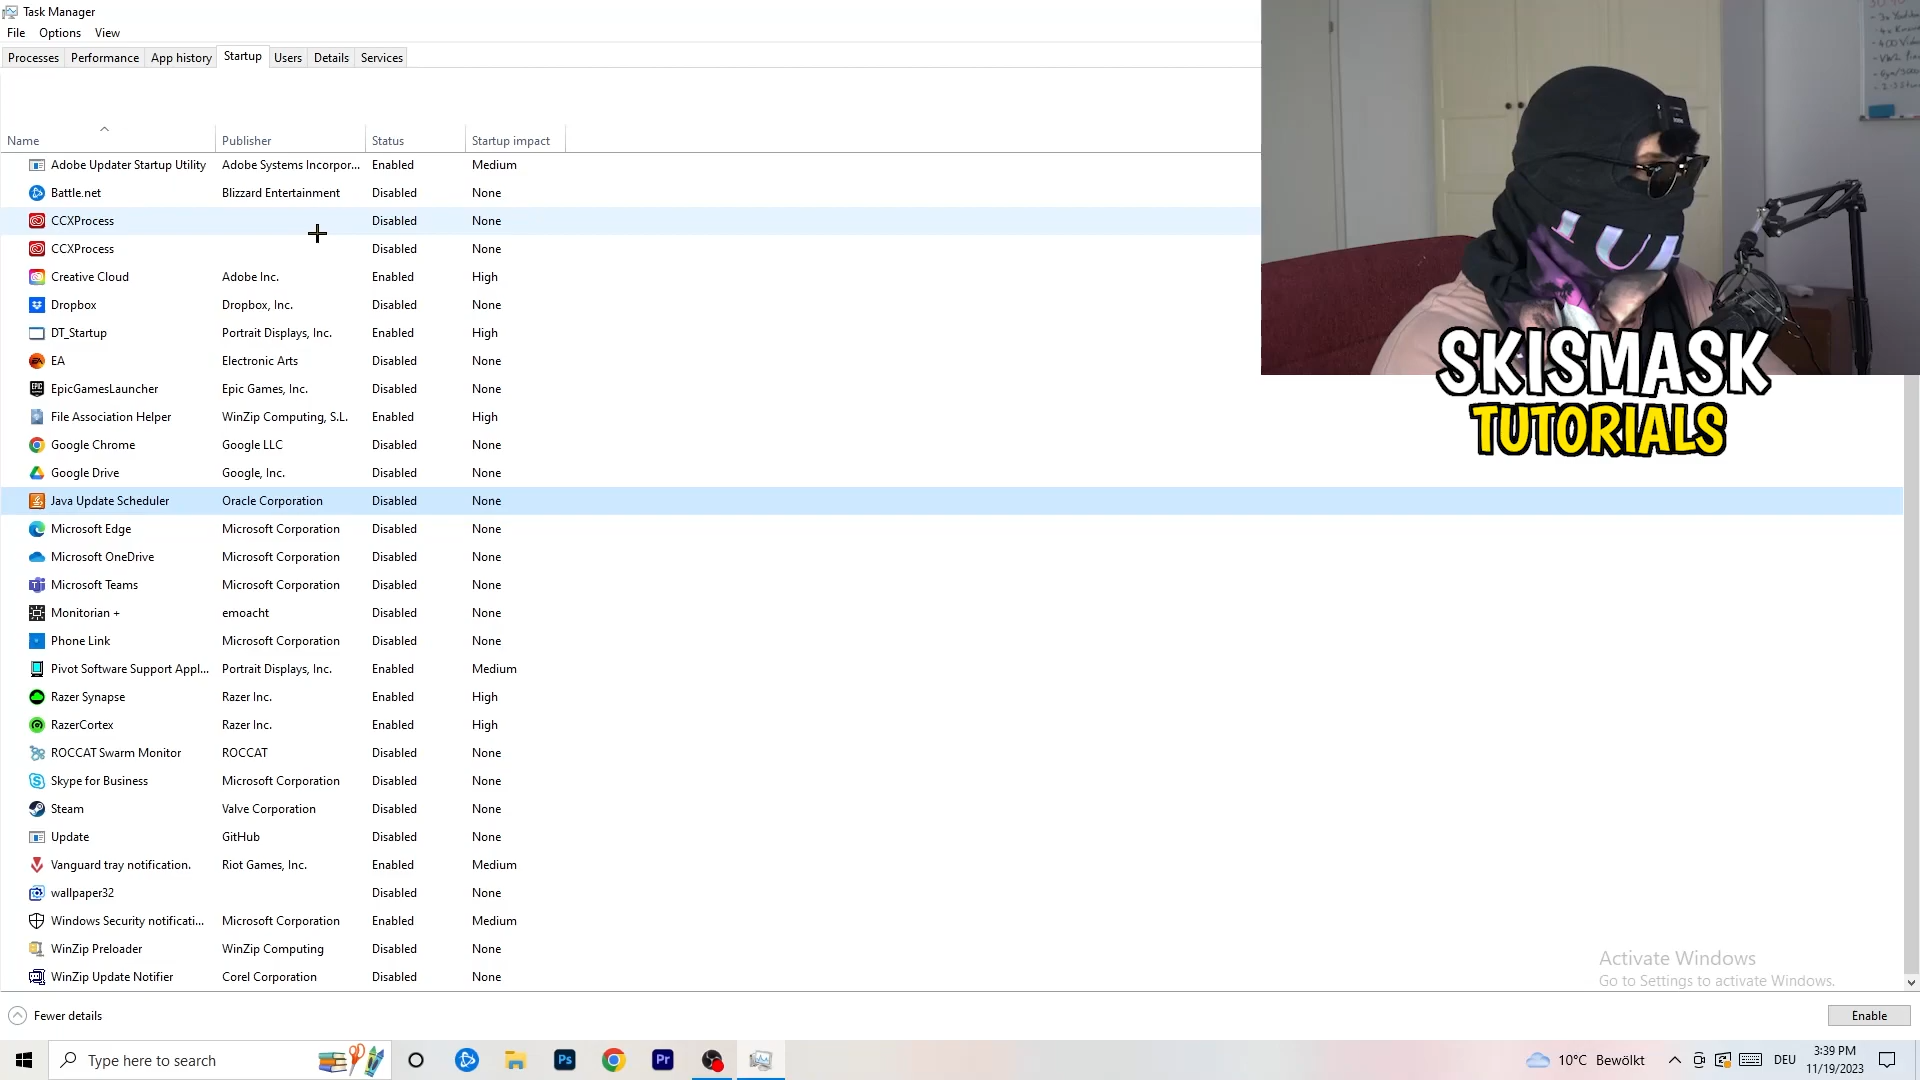 Task Manager
File Options View
Processes Performance App history Startup Users Details Services
Name Publisher Status Startup impact
Adobe Updater Startup Utility Adobe Systems Incorpor... Enabled Medium
Battle.net Blizzard Entertainment Disabled None
CCXProcess Disabled None
CCXProcess Disabled None
Creative Cloud Adobe Inc. Enabled High
Dropbox Dropbox, Inc. Disabled None
DT_Startup Portrait Displays, Inc. Enabled High
EA Electronic Arts Disabled None
EpicGamesLauncher Epic Games, Inc. Disabled None
File Association Helper WinZip Computing, S.L. Enabled High
Google Chrome Google LLC Disabled None
Google Drive Google, Inc. Disabled None
Java Update Scheduler Oracle Corporation Disabled None
Microsoft Edge Microsoft Corporation Disabled None
Microsoft OneDrive Microsoft Corporation Disabled None
Microsoft Teams Microsoft Corporation Disabled None
Monitorian + emoacht Disabled None
Phone Link Microsoft Corporation Disabled None
Pivot Software Support Appl... Portrait Displays, Inc. Enabled Medium
Razer Synapse Razer Inc. Enabled High
RazerCortex Razer Inc. Enabled High
ROCCAT Swarm Monitor ROCCAT Disabled None
Skype for Business Microsoft Corporation Disabled None
Steam Valve Corporation Disabled None
Update GitHub Disabled None
Vanguard tray notification. Riot Games, Inc. Enabled Medium
wallpaper32 Disabled None
Windows Security notificati... Microsoft Corporation Enabled Medium
WinZip Preloader WinZip Computing Disabled None
WinZip Update Notifier Corel Corporation Disabled None
SKISMASK
TUTORIALS
Activate Windows
Go to Settings to activate Windows.
Fewer details
Enable
Type here to search
Ps
Pr
10°C Bewölkt
DEU
3:39 PM
11/19/2023